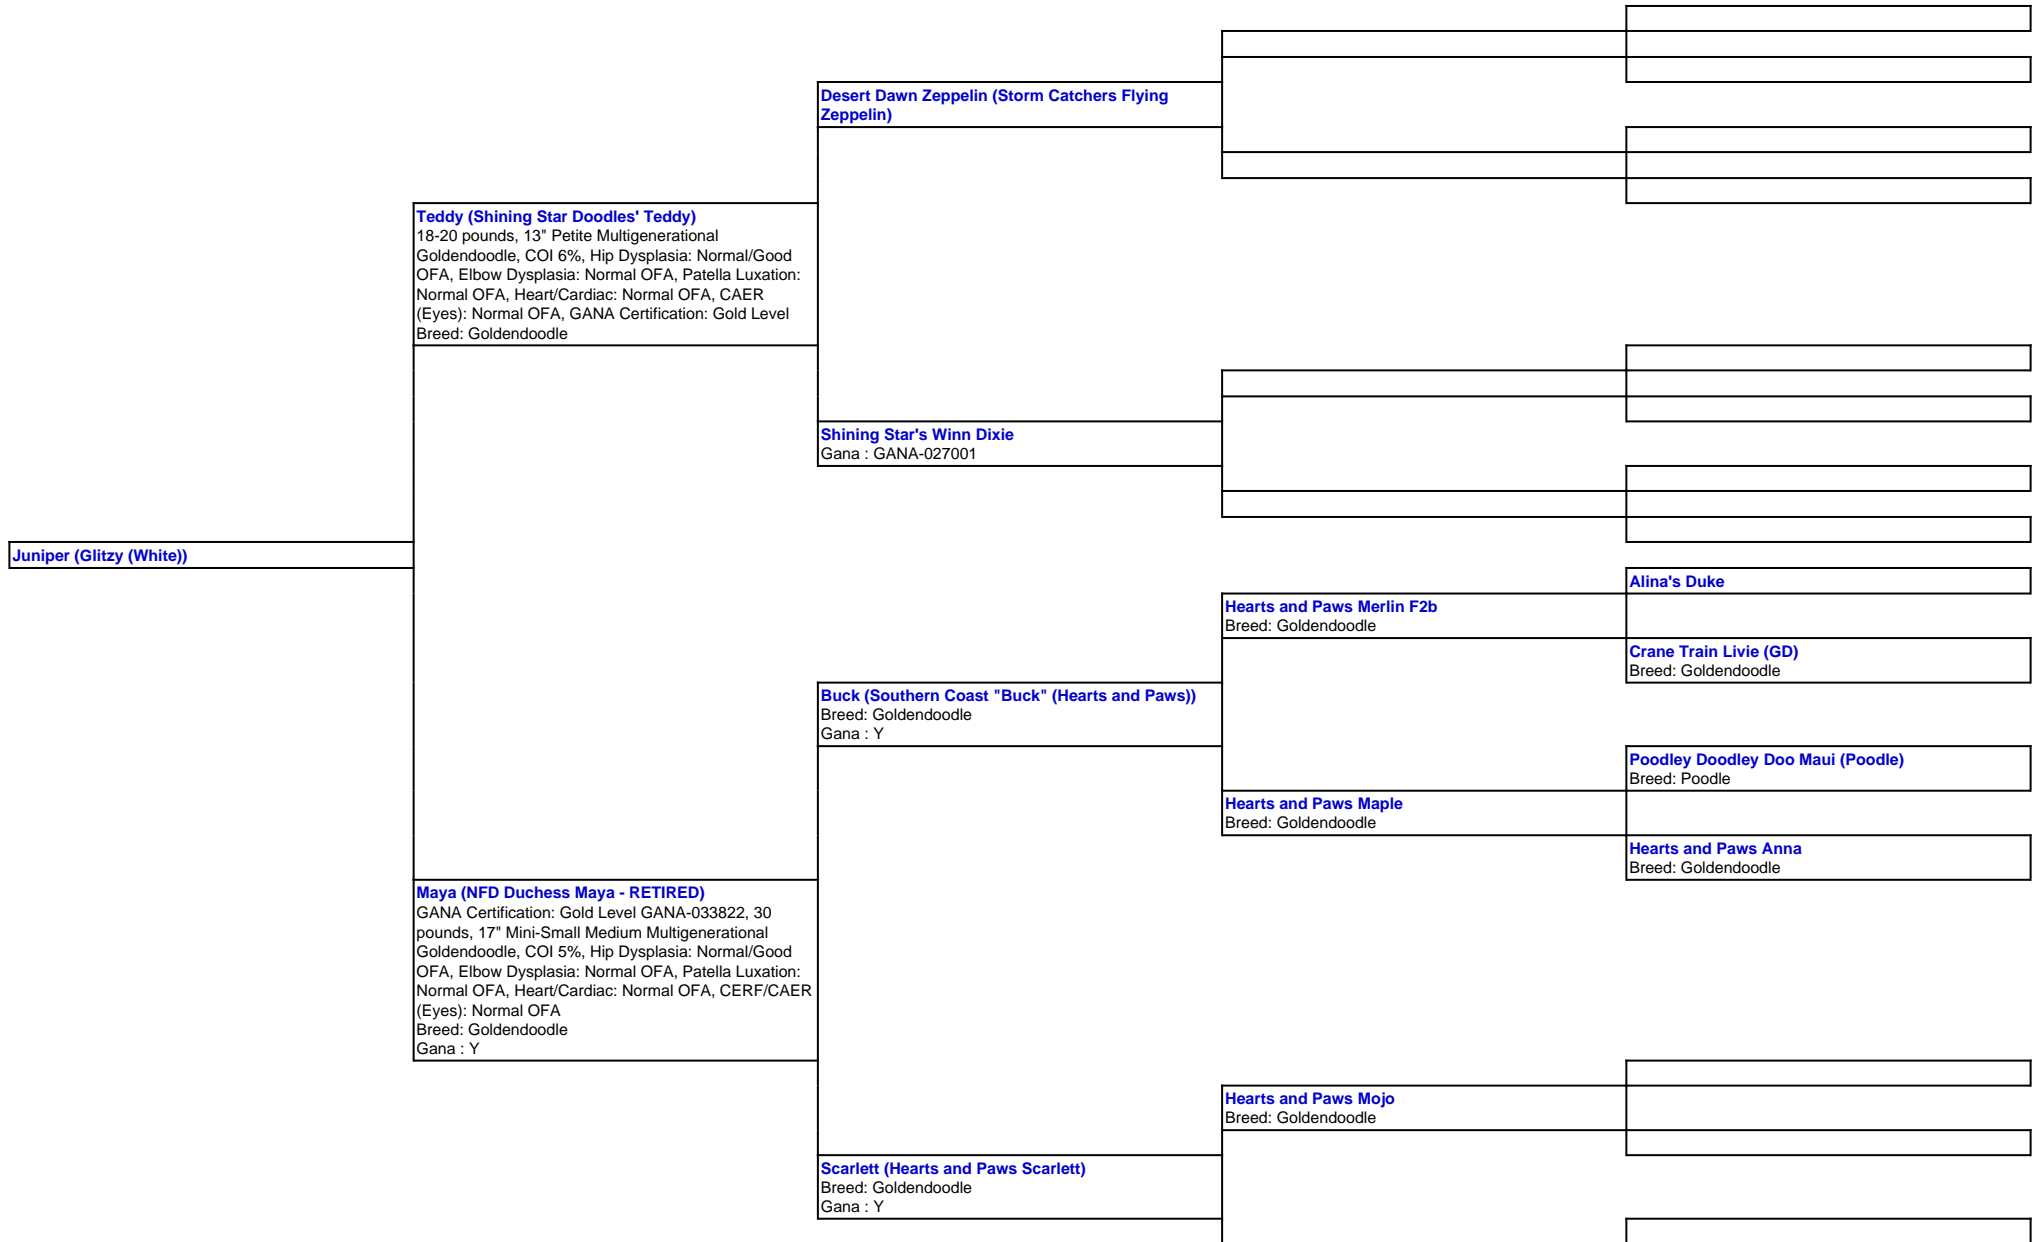 Desert Dawn Zeppelin (Storm Catchers Flying
Zeppelin)
Teddy (Shining Star Doodles' Teddy)
18-20 pounds, 13" Petite Multigenerational
Goldendoodle, COI 6%, Hip Dysplasia: Normal/Good
OFA, Elbow Dysplasia: Normal OFA, Patella Luxation:
Normal OFA, Heart/Cardiac: Normal OFA, CAER
(Eyes): Normal OFA, GANA Certification: Gold Level
Breed: Goldendoodle
Shining Star's Winn Dixie
Gana : GANA-027001
Juniper (Glitzy (White))
Alina's Duke
Hearts and Paws Merlin F2b
Breed: Goldendoodle
Crane Train Livie (GD)
Breed: Goldendoodle
Buck (Southern Coast "Buck" (Hearts and Paws))
Breed: Goldendoodle
Gana : Y
Poodley Doodley Doo Maui (Poodle)
Breed: Poodle
Hearts and Paws Maple
Breed: Goldendoodle
Hearts and Paws Anna
Breed: Goldendoodle
Maya (NFD Duchess Maya - RETIRED)
GANA Certification: Gold Level GANA-033822, 30
pounds, 17" Mini-Small Medium Multigenerational
Goldendoodle, COI 5%, Hip Dysplasia: Normal/Good
OFA, Elbow Dysplasia: Normal OFA, Patella Luxation:
Normal OFA, Heart/Cardiac: Normal OFA, CERF/CAER
(Eyes): Normal OFA
Breed: Goldendoodle
Gana : Y
Hearts and Paws Mojo
Breed: Goldendoodle
Scarlett (Hearts and Paws Scarlett)
Breed: Goldendoodle
Gana : Y